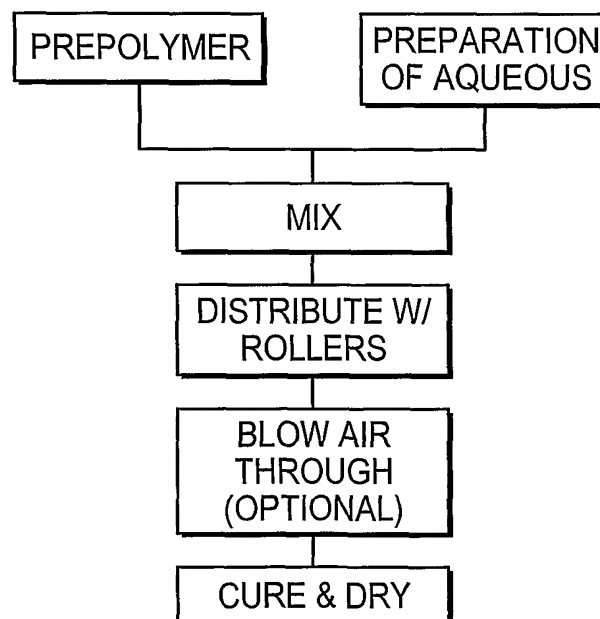 PREPOLYMER
PREPARATION
OF AQUEOUS
MIX
DISTRIBUTE W/
ROLLERS
BLOW AIR
THROUGH
(OPTIONAL)
CURE & DRY